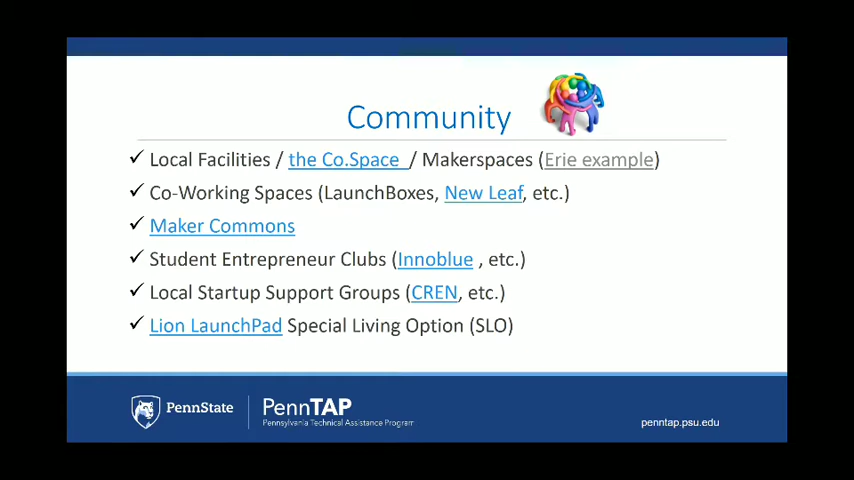 Community
Local Facilities / the Co.Space / Makerspaces (Erie example)
Co-Working Spaces (LaunchBoxes, New Leaf, etc.)
Maker Commons
Student Entrepreneur Clubs (Innoblue , etc.)
Local Startup Support Groups (CREN, etc.)
Lion LaunchPad Special Living Option (SLO)
PennState
PennTAP
Pennsylvania Technical Assistance Program
penntap.psu.edu